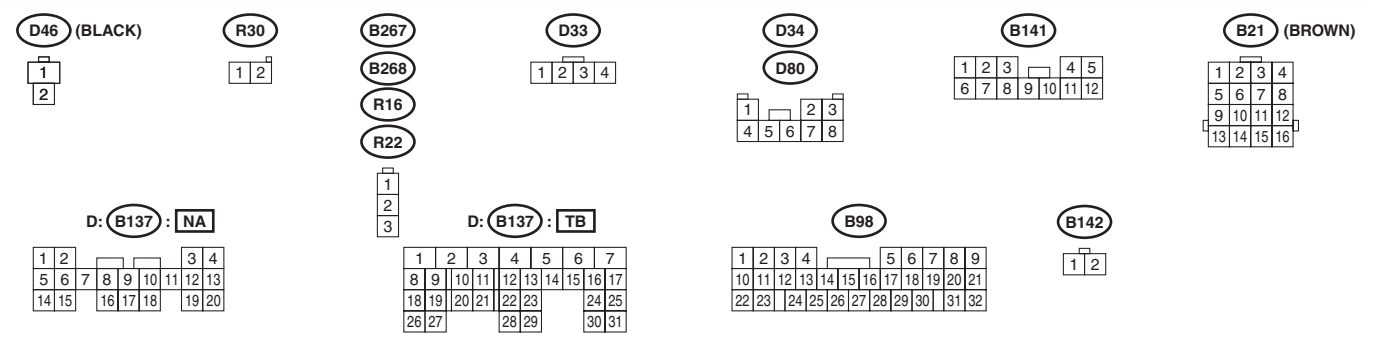 D46 (BLACK) R30 B267 D33 D34 B141 B21 (BROWN)
B268 D80
R16
R22
1
2
1 2
1
2
3
1 2 3 4
1 2 3
4 5 6 7 8
1 2 3 4 5
6 7 8 9 10 11 12
1 2 3 4
5 6 7 8
9 10 11 12
13 14 15 16
D: B137 : NA D: B137 : TB B98 B142
1 2 3 4
5 6 7 8 9 10 11 12 13
14 15 16 17 18 19 20
1 2 3 4 5 6 7
8 9 10 11 12 13 14 15 16 17
18 19 20 21 22 23 24 25
26 27 28 29 30 31
1 2 3 4 5 6 7 8 9
10 11 12 13 14 15 16 17 18 19 20 21
22 23 24 25 26 27 28 29 30 31 32
1 2